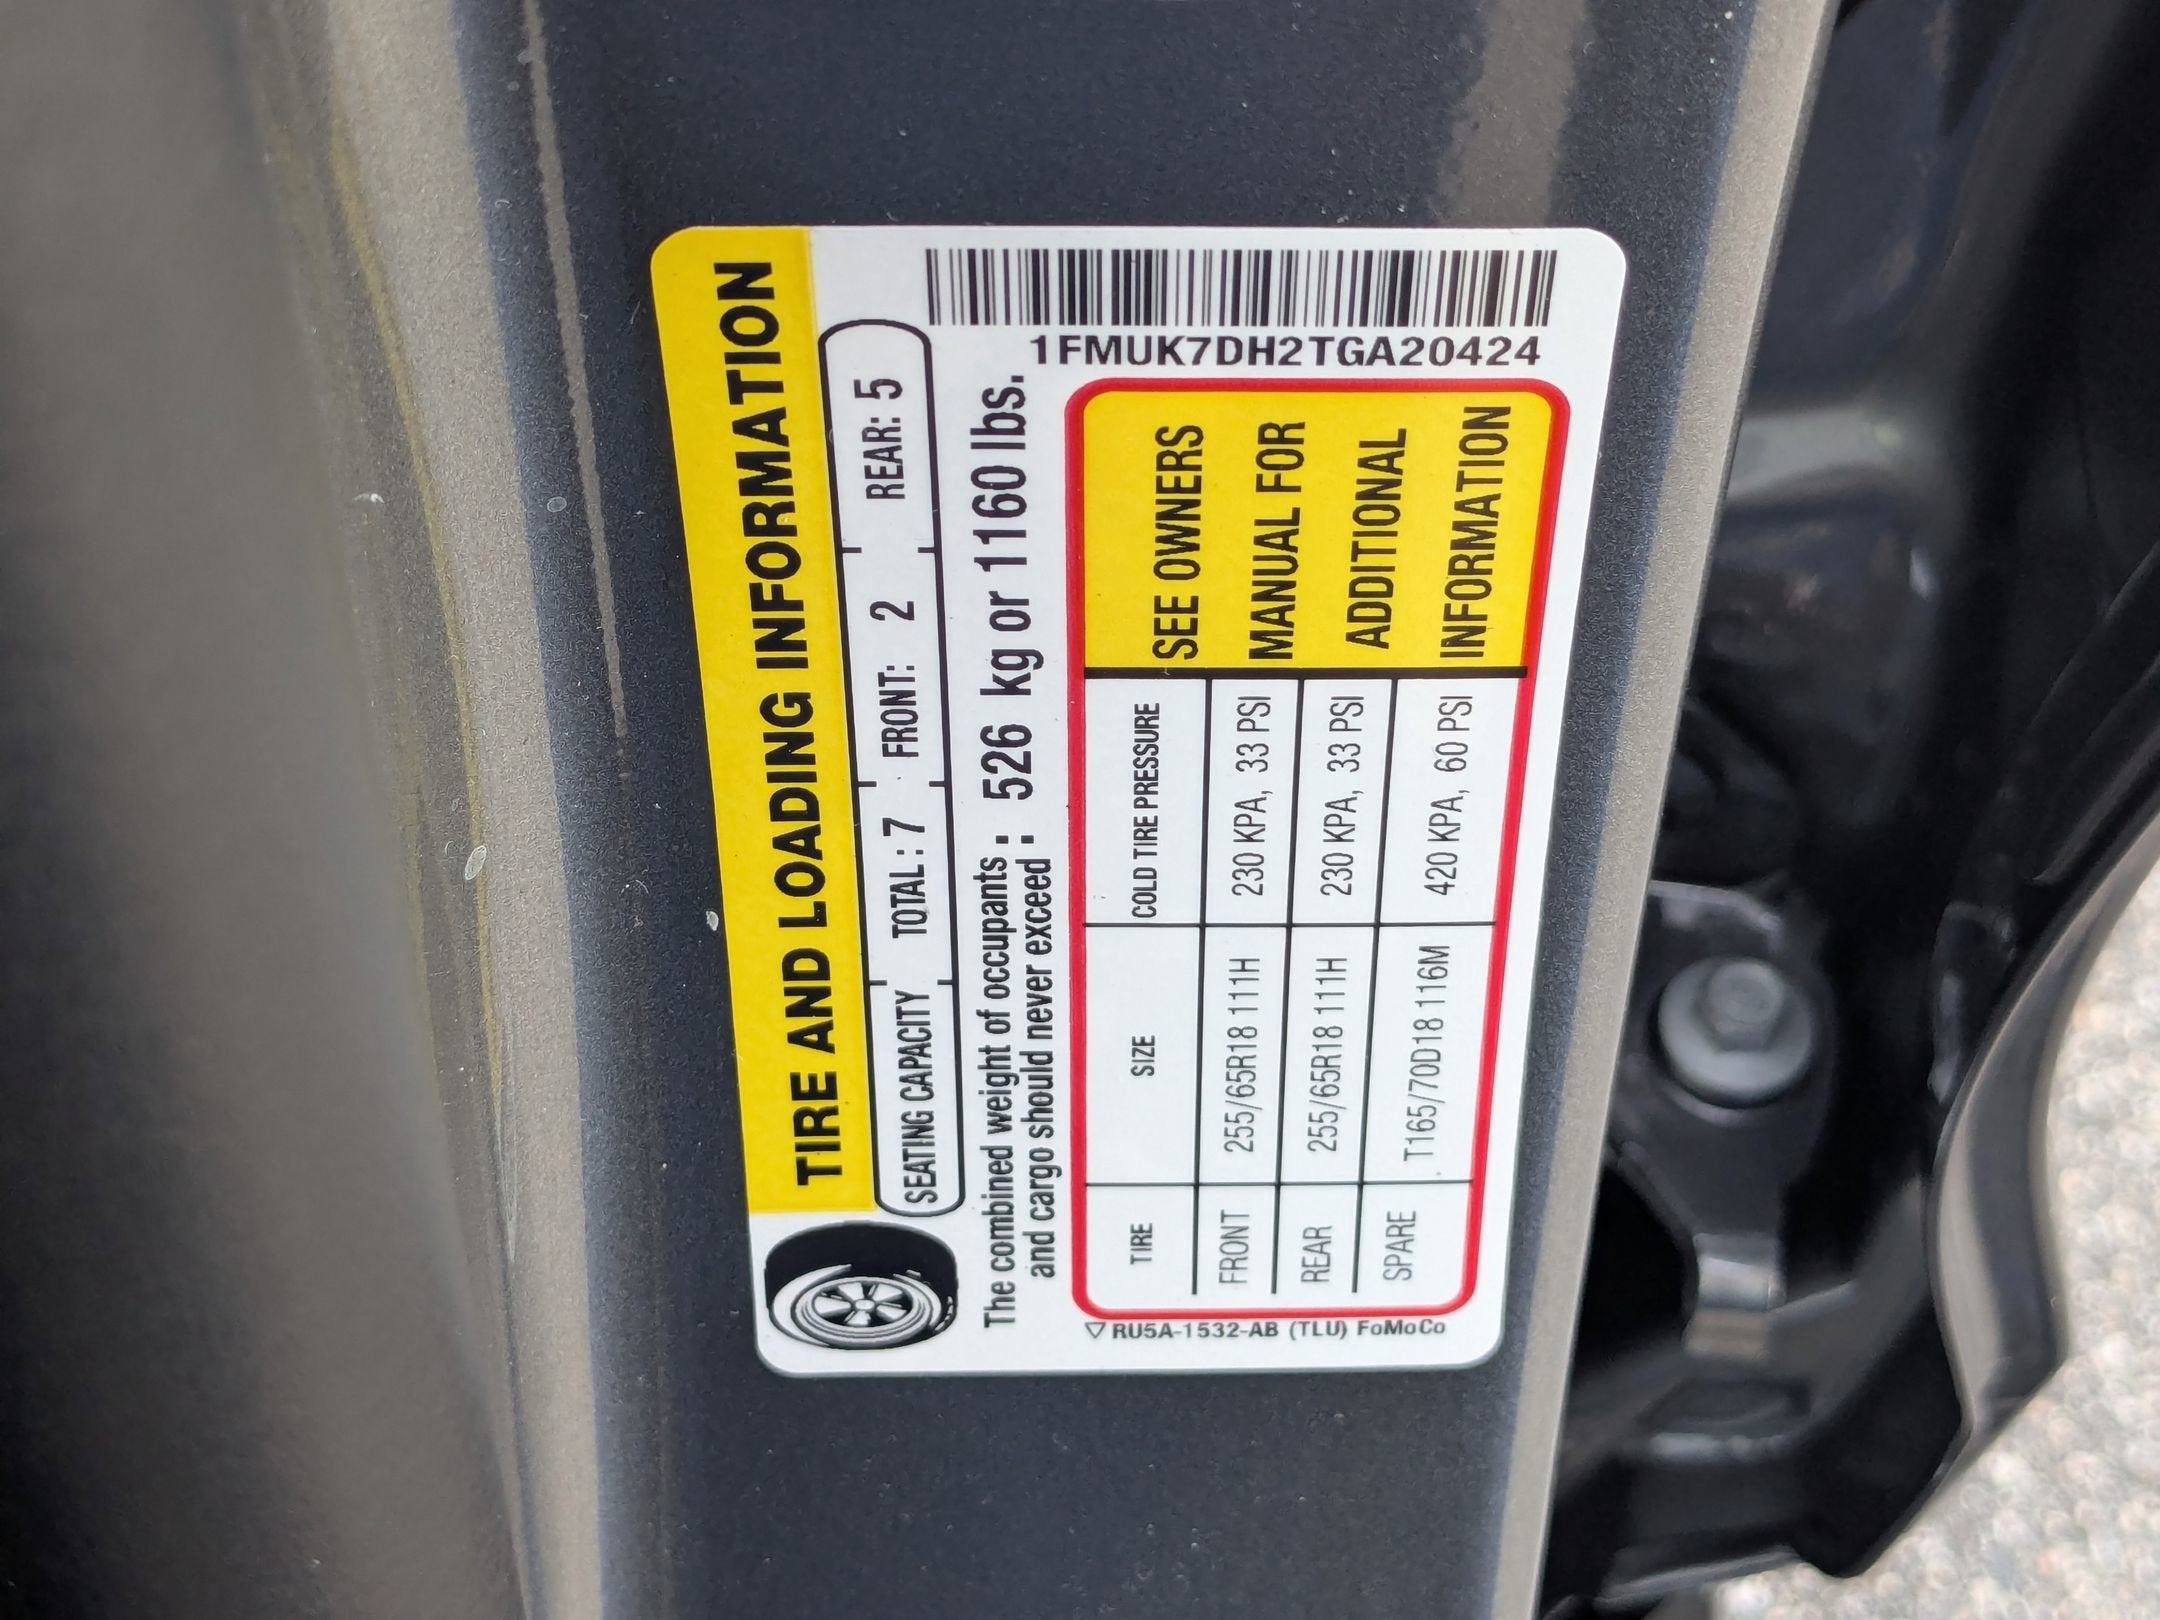 TIRE AND LOADING INFORMATION
SEATING CAPACITY TOTAL: 7 FRONT: 2 REAR: 5
The combined weight of occupants : 526 kg or 1160 lbs.
and cargo should never exceed :
1FMUK7DH2TGA20424
TIRE SIZE COLD TIRE PRESSURE
FRONT 255/65R18 111H 230 KPA, 33 PSI
REAR 255/65R18 111H 230 KPA, 33 PSI
SPARE T165/70D18 116M 420 KPA, 60 PSI
SEE OWNERS
MANUAL FOR
ADDITIONAL
INFORMATION
RU5A-1532-AB (TLU) FoMoCo